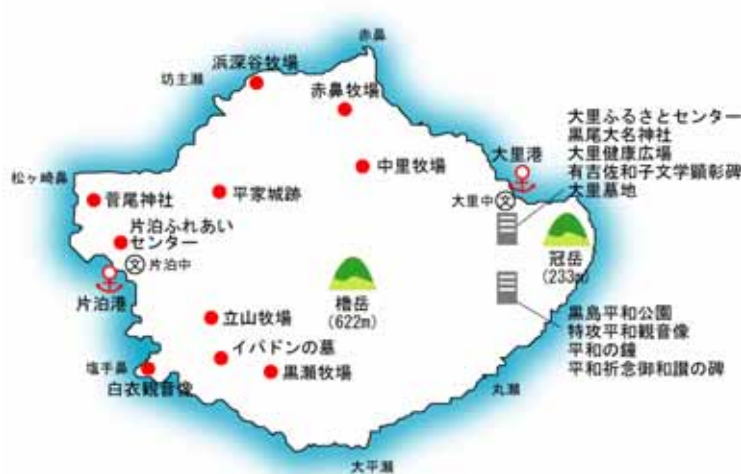 赤鼻
浜深谷牧場
坊主瀬
赤鼻牧場
大里ふるさとセンター
黒尾大名神社
大里健康広場
有吉佐和子文学顕彰碑
大里墓地
大里港
中里牧場
松ヶ崎鼻
菅尾神社
平家城跡
大里中
文
片泊ふれあい
センター
文
片泊中
冠岳
(233m)
片泊港
櫓岳
(622m)
立山牧場
黒島平和公園
特攻平和観音像
平和の鐘
平和祈念御和讃の碑
イバドンの墓
塩手鼻
黒瀬牧場
白衣観音像
丸瀬
大平瀬